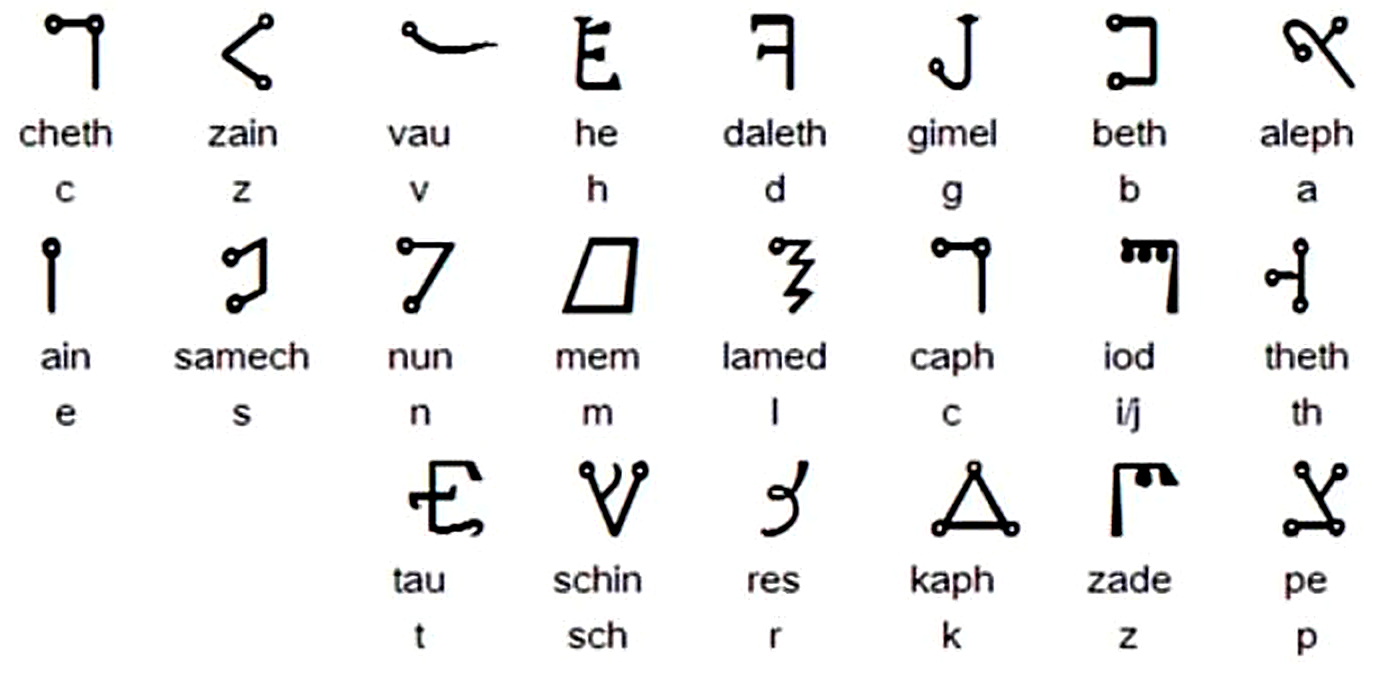 cheth zain vau he daleth gimel beth aleph
c z v h d g b a
ain samech nun mem lamed caph iod theth
e s n m l c i/j th
tau schin res kaph zade pe
t sch r k z p